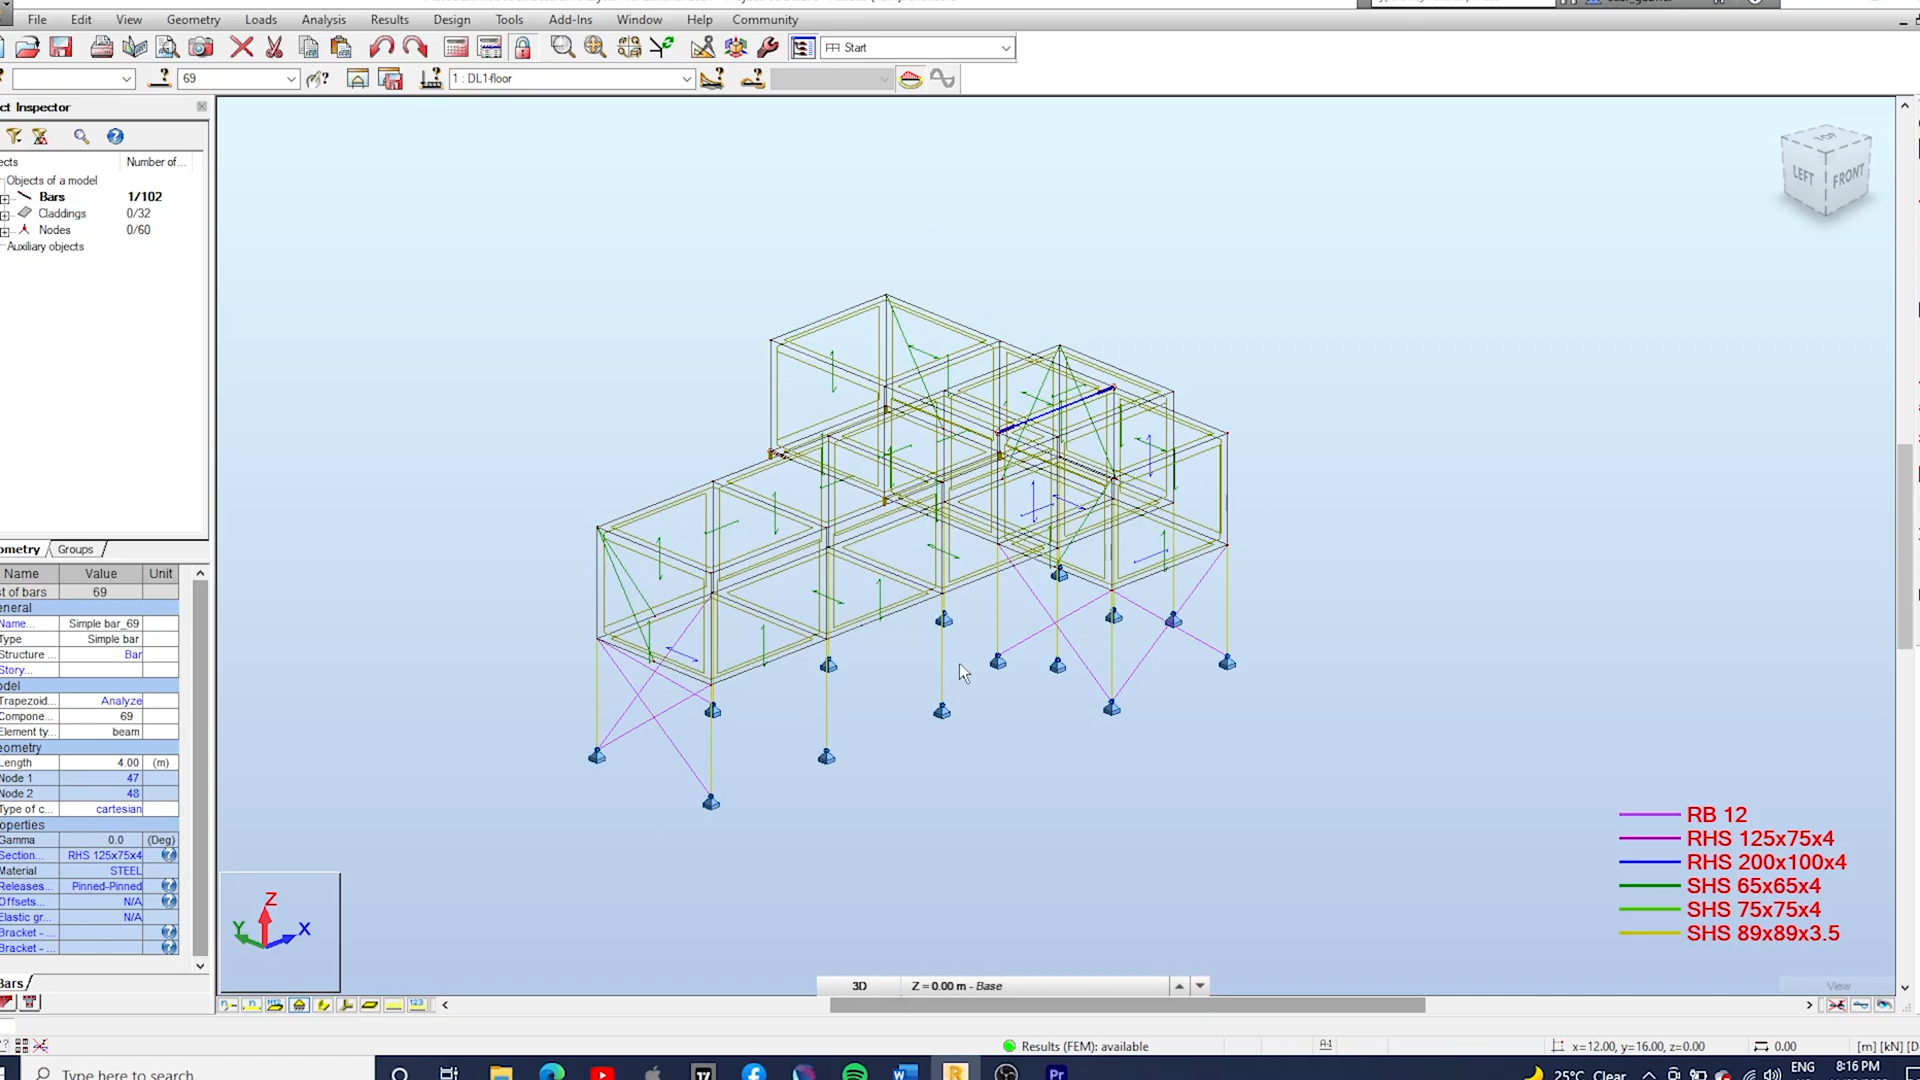 File Edit View Geometry Loads Analysis Results Design Tools Add-Ins Window Help Community
Start
69
1 : DL1-floor
ct Inspector
ects Number of...
Objects of a model
Bars 1/102
Claddings 0/32
Nodes 0/60
Auxiliary objects
ometry Groups
Name Value Unit
st of bars 69
eneral
Name... Simple bar_69
Type Simple bar
Structure ... Bar
Story...
odel
Trapezoid... Analyze
Compone... 69
Element ty... beam
eometry
Length 4.00 (m)
Node 1 47
Node 2 48
Type of c... cartesian
operties
Gamma 0.0 (Deg)
Section... RHS 125x75x4
Material STEEL
Releases... Pinned-Pinned
Offsets... N/A
Elastic gr... N/A
Bracket - ...
Bracket - ...
Bars
TOP
LEFT FRONT
RB 12
RHS 125x75x4
RHS 200x100x4
SHS 65x65x4
SHS 75x75x4
SHS 89x89x3.5
Z
Y X
3D Z = 0.00 m - Base
View
Results (FEM): available
x=12.00, y=16.00, z=0.00
0.00
[m] [kN] [D
Type here to search
25°C Clear
ENG
8:16 PM